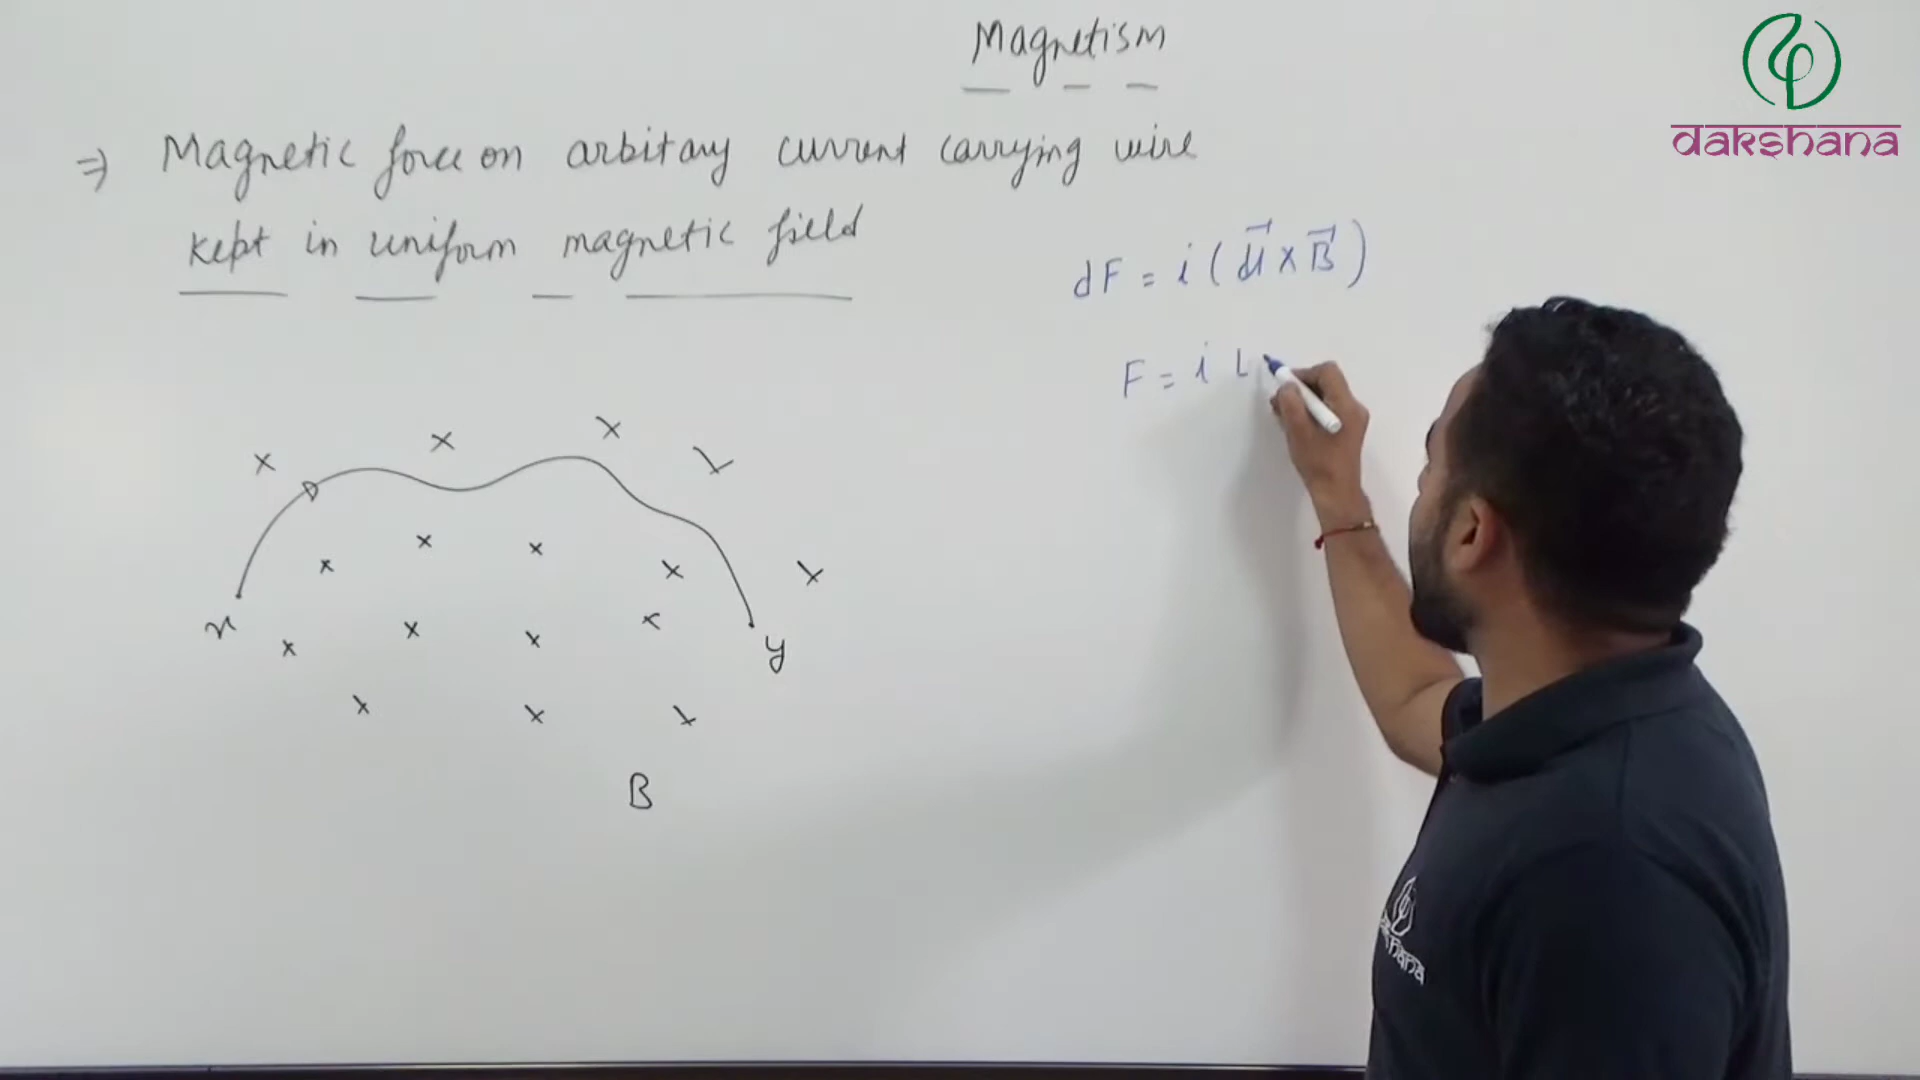 Magnetism
dakshana
⇒ Magnetic force on arbitary current carrying wire
kept in uniform magnetic field
dF = i ( dl × B )
F = i L
x
y
B